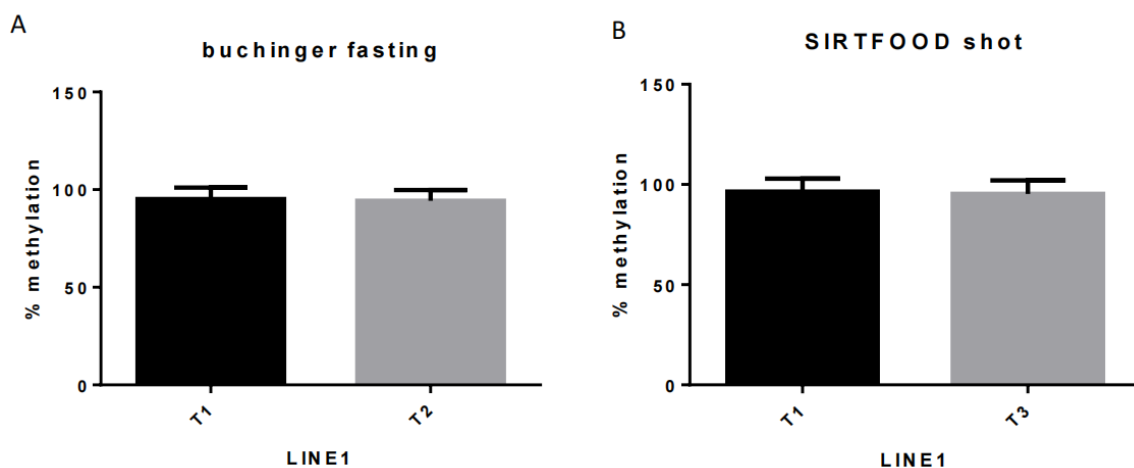 A
buchinger fasting
150
100
50
0
% methylation
T1
T2
LINE1
B
SIRTFOOD shot
150
100
50
0
% methylation
T1
T3
LINE1